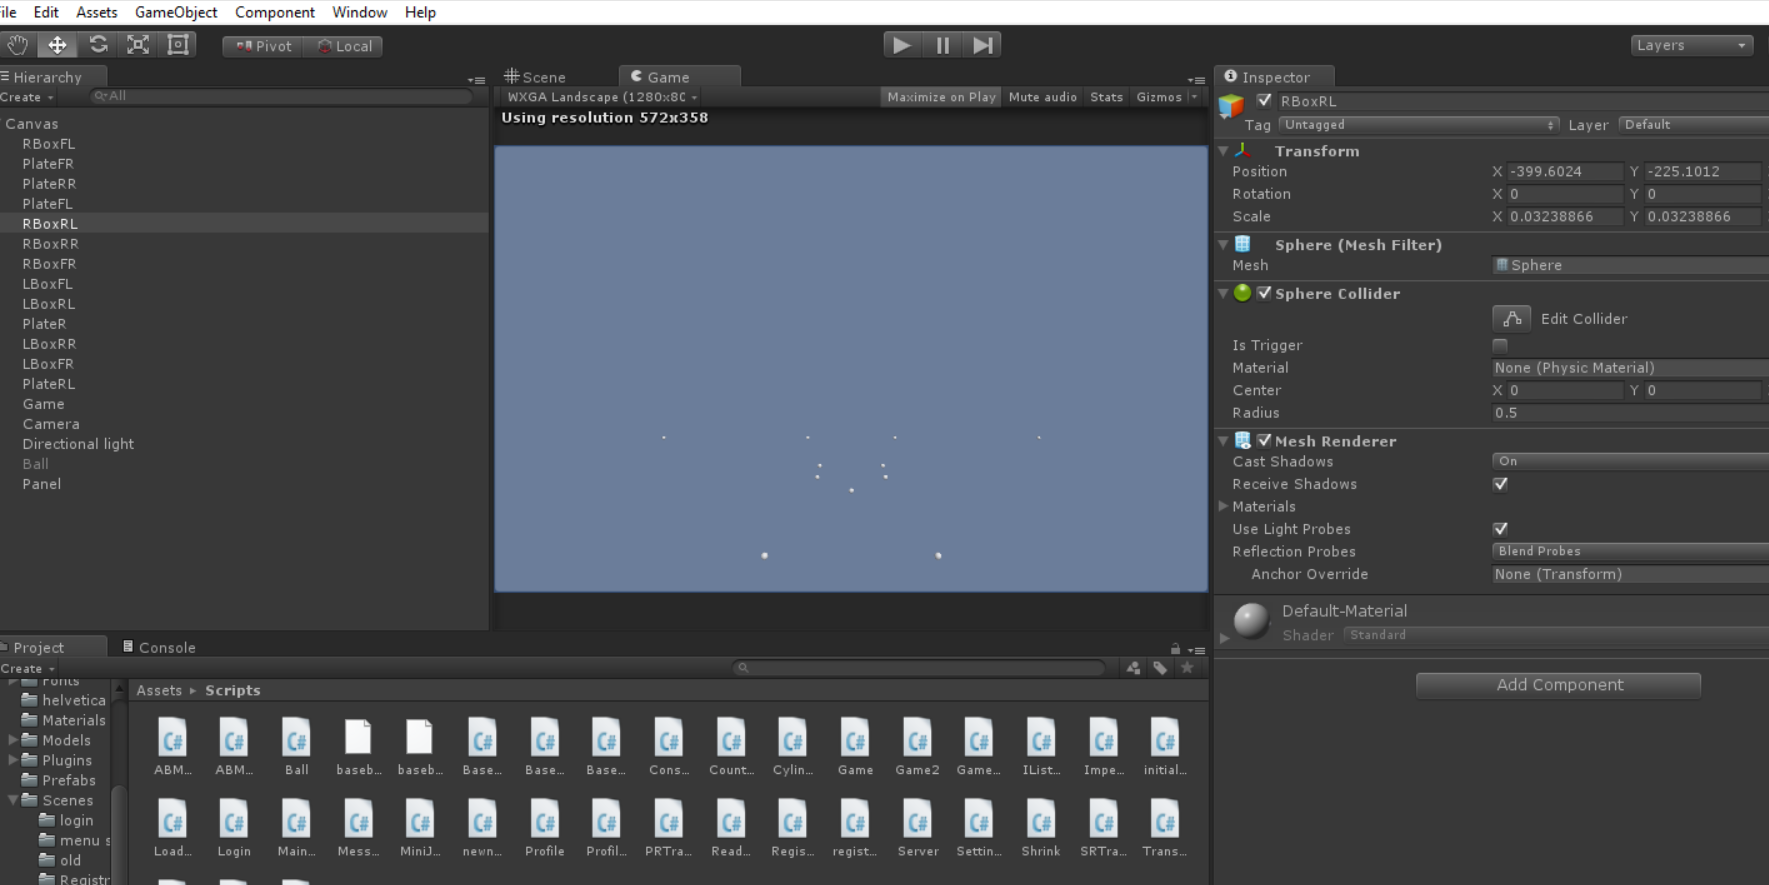 ile Edit Assets GameObject Component Window Help
Pivot Local Layers
Hierarchy
Create All
Canvas
RBoxFL
PlateFR
PlateRR
PlateFL
RBoxRL
RBoxRR
RBoxFR
LBoxFL
LBoxRL
PlateR
LBoxRR
LBoxFR
PlateRL
Game
Camera
Directional light
Ball
Panel
Scene Game
WXGA Landscape (1280x80 Maximize on Play Mute audio Stats Gizmos
Using resolution 572x358
Inspector
RBoxRL
Tag Untagged Layer Default
Transform
Position X -399.6024 Y -225.1012
Rotation X 0 Y 0
Scale X 0.03238866 Y 0.03238866
Sphere (Mesh Filter)
Mesh Sphere
Sphere Collider
Edit Collider
Is Trigger
Material None (Physic Material)
Center X 0 Y 0
Radius 0.5
Mesh Renderer
Cast Shadows On
Receive Shadows
Materials
Use Light Probes
Reflection Probes Blend Probes
Anchor Override None (Transform)
Default-Material
Shader Standard
Add Component
Project Console
Create
Fonts
helvetica
Materials
Models
Plugins
Prefabs
Scenes
login
menu s
old
Registr
Assets Scripts
C# C# C# C# C# C# C# C# C# C# C# C# C# C# C#
ABM... ABM... Ball baseb... baseb... Base... Base... Base... Cons... Count... Cylin... Game Game2 Game... IList... Impe... initial...
C# C# C# C# C# C# C# C# C# C# C# C# C# C# C# C# C#
Load... Login Main... Mess... MiniJ... newn... Profile Profil... PRTra... Read... Regis... regist... Server Settin... Shrink SRTra... Trans...